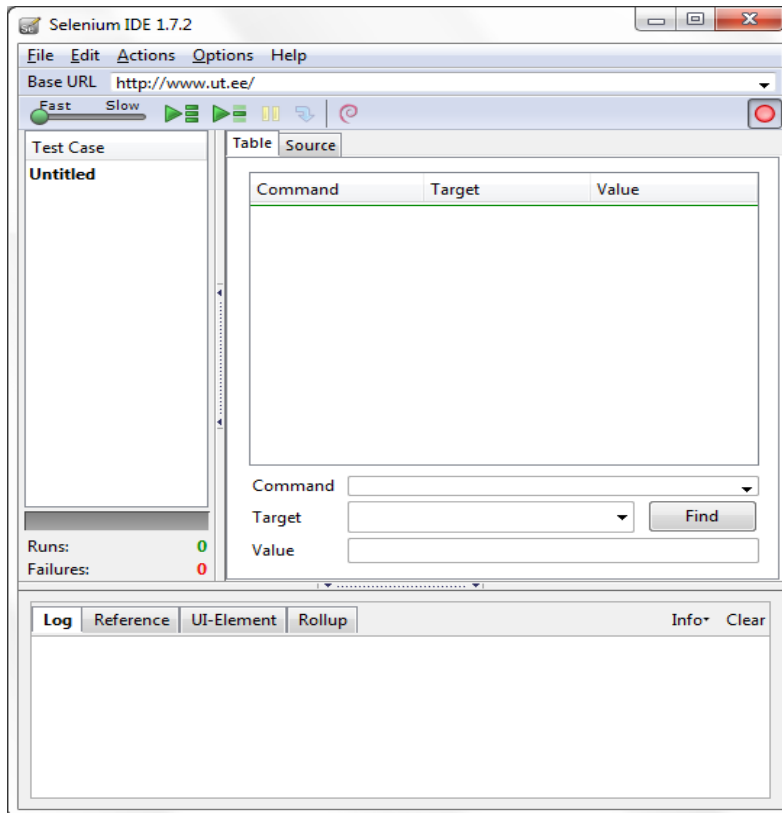 Selenium IDE 1.7.2
File Edit Actions Options Help
Base URL http://www.ut.ee/
Fast Slow
Test Case
Untitled
Table Source
Command Target Value
Command
Target Find
Value
Runs: 0
Failures: 0
Log Reference UI-Element Rollup Info Clear